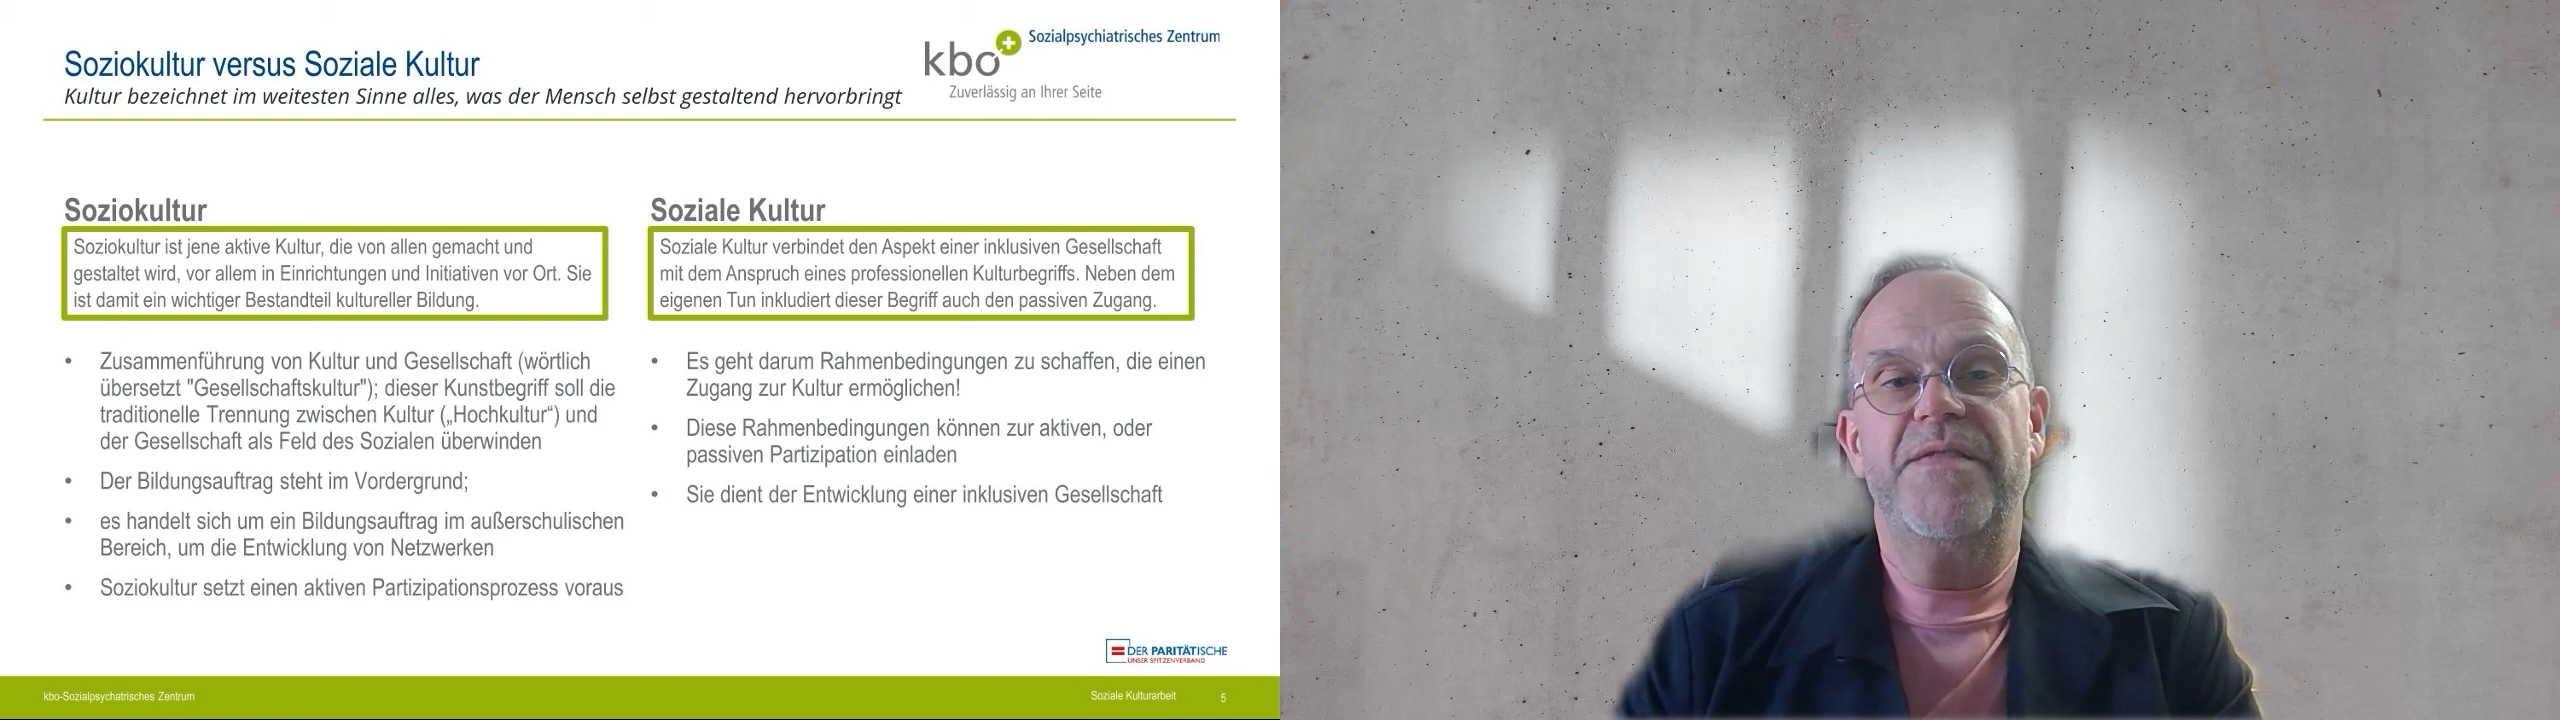 Soziokultur versus Soziale Kultur
Kultur bezeichnet im weitesten Sinne alles, was der Mensch selbst gestaltend hervorbringt
kbo
Sozialpsychiatrisches Zentrum
Zuverlässig an Ihrer Seite
Soziokultur
Soziokultur ist jene aktive Kultur, die von allen gemacht und
gestaltet wird, vor allem in Einrichtungen und Initiativen vor Ort. Sie
ist damit ein wichtiger Bestandteil kultureller Bildung.
• Zusammenführung von Kultur und Gesellschaft (wörtlich
übersetzt "Gesellschaftskultur"); dieser Kunstbegriff soll die
traditionelle Trennung zwischen Kultur („Hochkultur“) und
der Gesellschaft als Feld des Sozialen überwinden
• Der Bildungsauftrag steht im Vordergrund;
• es handelt sich um ein Bildungsauftrag im außerschulischen
Bereich, um die Entwicklung von Netzwerken
• Soziokultur setzt einen aktiven Partizipationsprozess voraus
Soziale Kultur
Soziale Kultur verbindet den Aspekt einer inklusiven Gesellschaft
mit dem Anspruch eines professionellen Kulturbegriffs. Neben dem
eigenen Tun inkludiert dieser Begriff auch den passiven Zugang.
• Es geht darum Rahmenbedingungen zu schaffen, die einen
Zugang zur Kultur ermöglichen!
• Diese Rahmenbedingungen können zur aktiven, oder
passiven Partizipation einladen
• Sie dient der Entwicklung einer inklusiven Gesellschaft
DER PARITÄTISCHE
UNSER SPITZENVERBAND
kbo-Sozialpsychatrisches Zentrum
Soziale Kulturarbeit
5